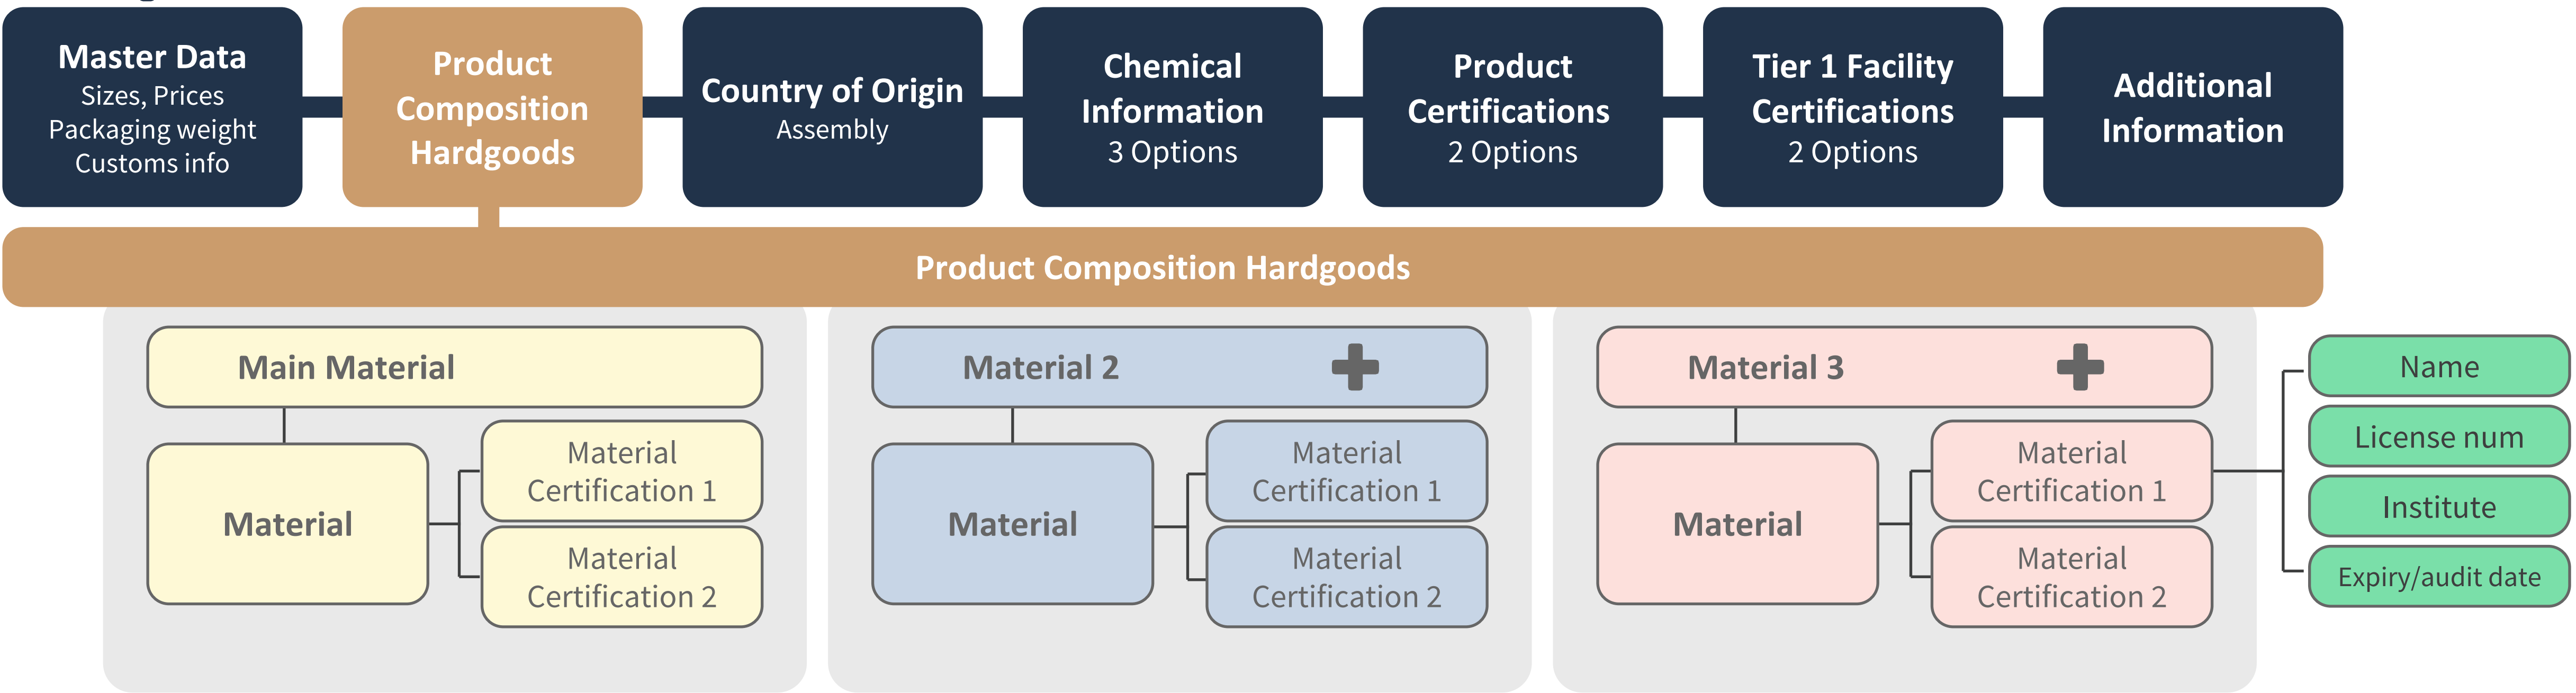 Master Data
Sizes, Prices
Packaging weight
Customs info
Product
Composition
Hardgoods
Country of Origin
Assembly
Chemical
Information
3 Options
Product
Certifications
2 Options
Tier 1 Facility
Certifications
2 Options
Additional
Information
Product Composition Hardgoods
Main Material
Material
Material
Certification 1
Material
Certification 2
Material 2
Material
Material
Certification 1
Material
Certification 2
Material 3
Material
Material
Certification 1
Material
Certification 2
Name
License num
Institute
Expiry/audit date